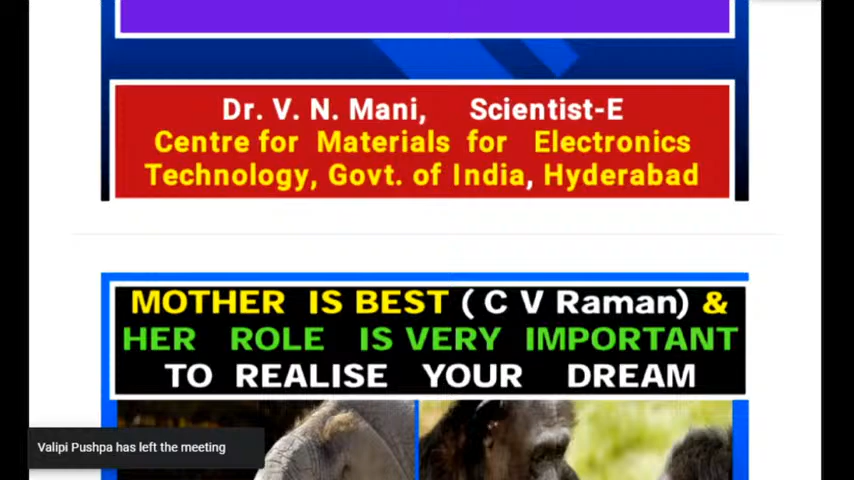 Dr. V. N. Mani, Scientist-E
Centre for Materials for Electronics
Technology, Govt. of India, Hyderabad
MOTHER IS BEST ( C V Raman) &
HER ROLE IS VERY IMPORTANT
TO REALISE YOUR DREAM
Valipi Pushpa has left the meeting